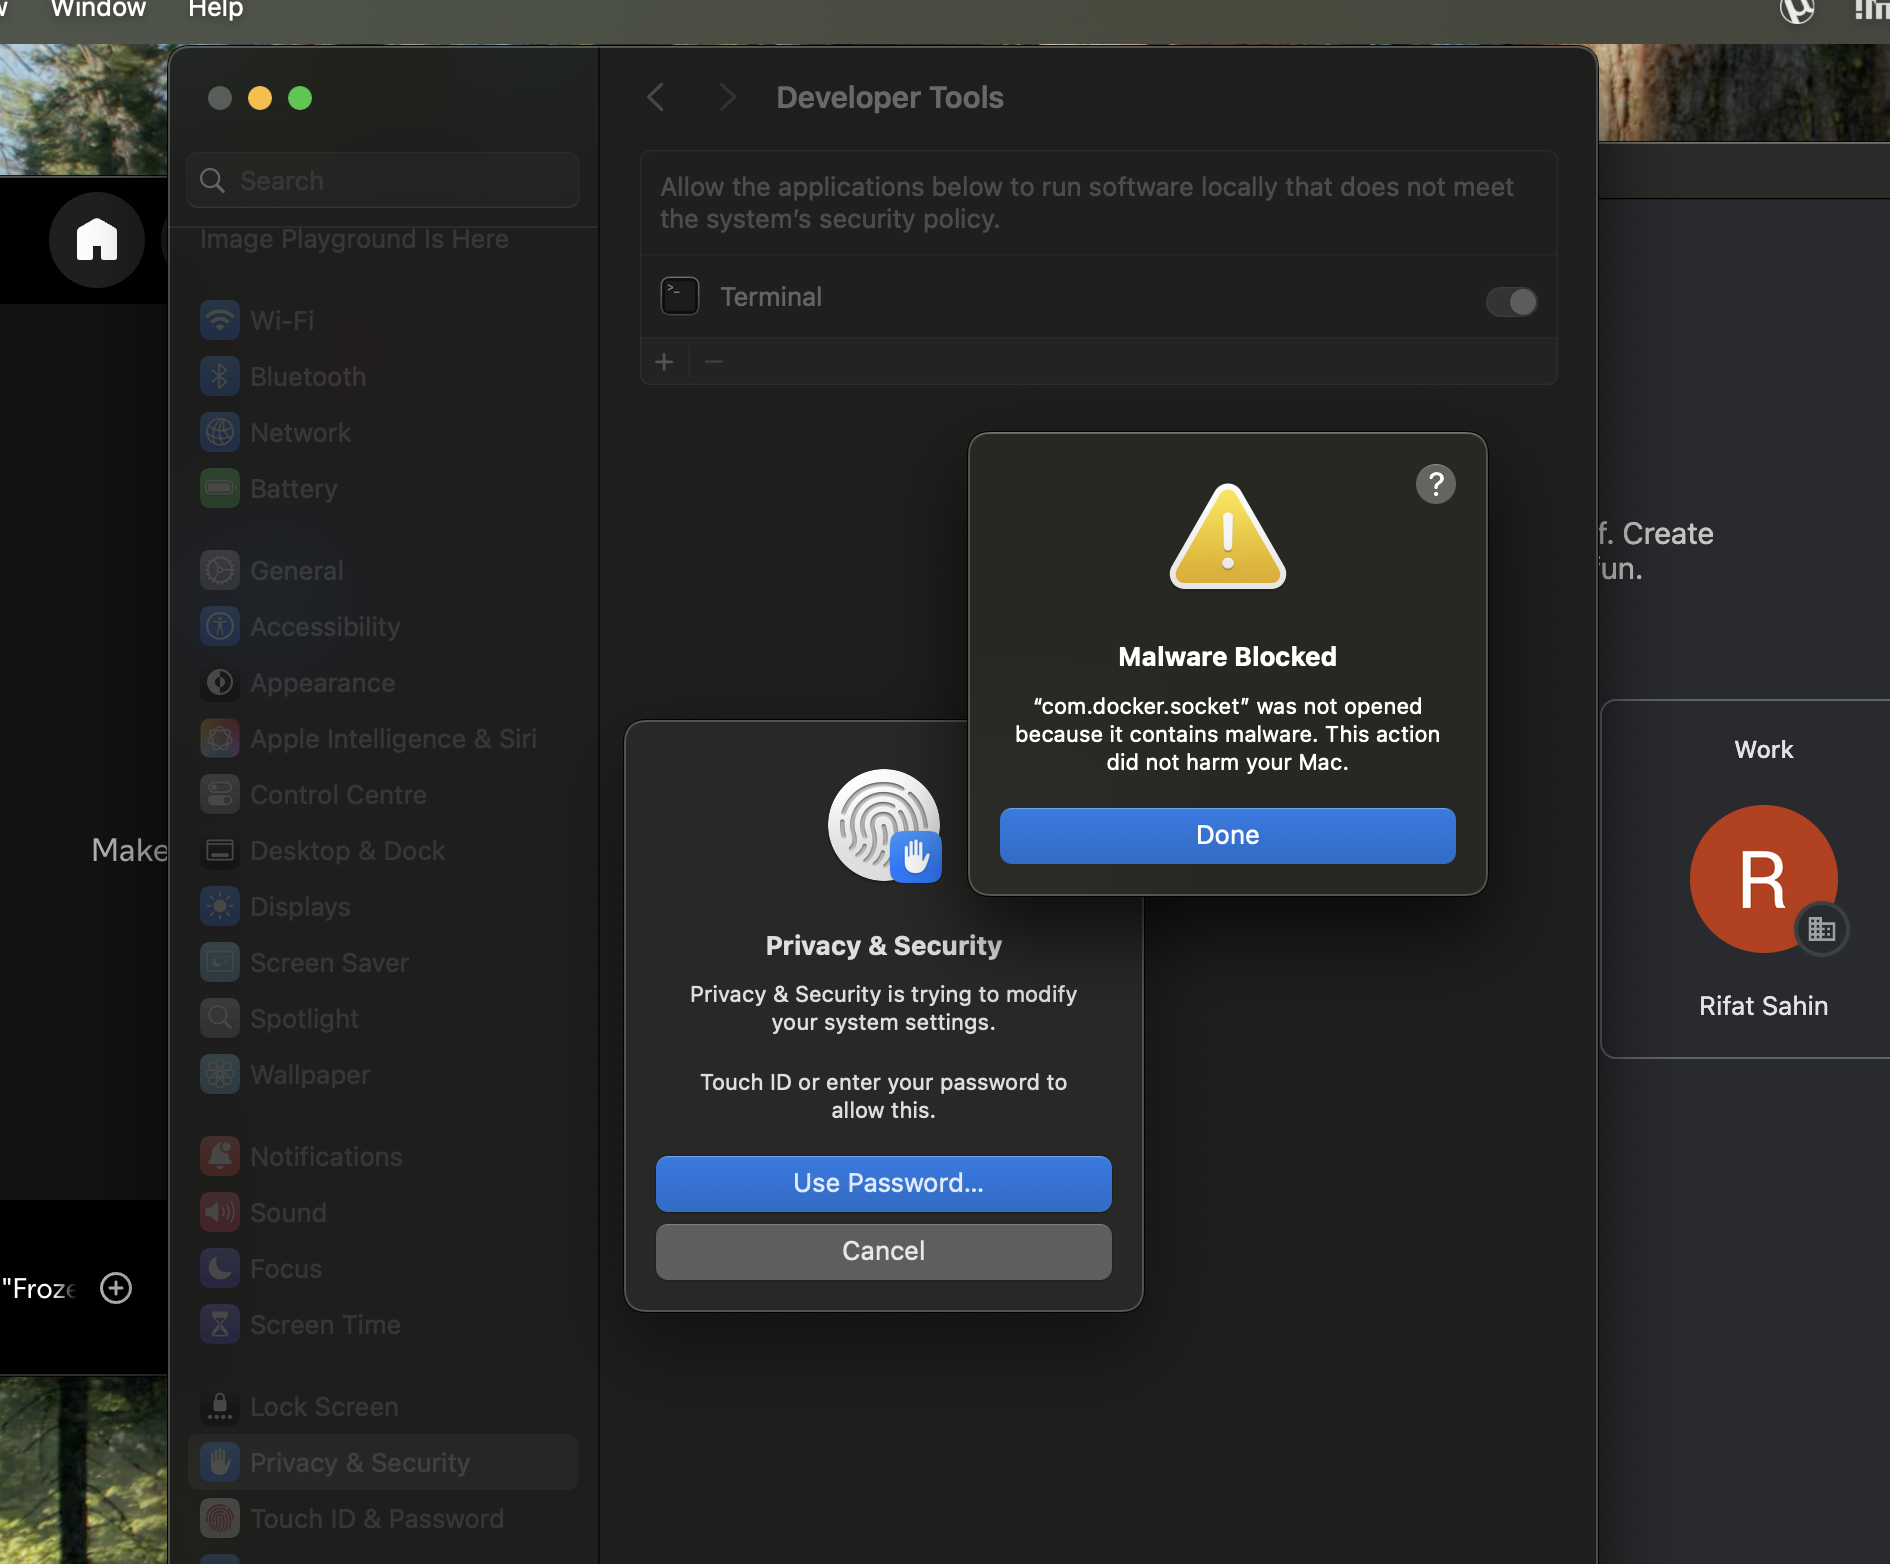 Window Help
Developer Tools
Search
Image Playground Is Here
Wi-Fi
Bluetooth
Network
Battery
General
Accessibility
Appearance
Apple Intelligence & Siri
Control Centre
Desktop & Dock
Displays
Screen Saver
Spotlight
Wallpaper
Notifications
Sound
Focus
Screen Time
Lock Screen
Privacy & Security
Touch ID & Password
Allow the applications below to run software locally that does not meet
the system's security policy.
Terminal
Malware Blocked
“com.docker.socket” was not opened
because it contains malware. This action
did not harm your Mac.
Done
Privacy & Security
Privacy & Security is trying to modify
your system settings.
Touch ID or enter your password to
allow this.
Use Password...
Cancel
Make
f. Create
un.
Work
R
Rifat Sahin